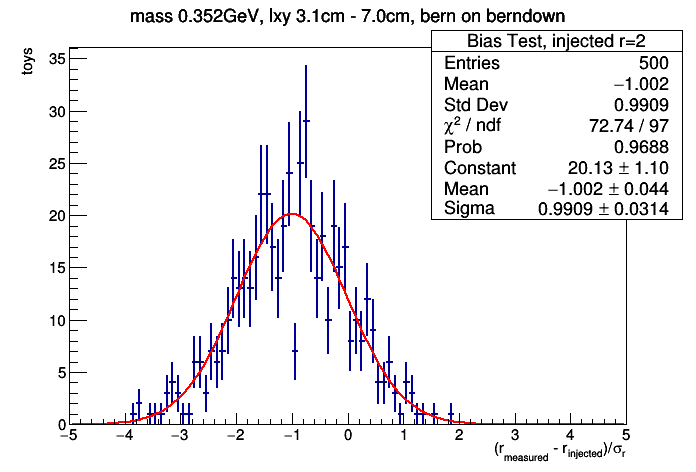 mass 0.352GeV, lxy 3.1cm - 7.0cm, bern on berndown
Bias Test, injected r=2
Entries 500
Mean −1.002
Std Dev 0.9909
χ² / ndf 72.74 / 97
Prob 0.9688
Constant 20.13 ± 1.10
Mean −1.002 ± 0.044
Sigma 0.9909 ± 0.0314
toys
35
30
25
20
15
10
5
0
−5 −4 −3 −2 −1 0 1 2 3 4 5
(r_measured - r_injected)/σ_r